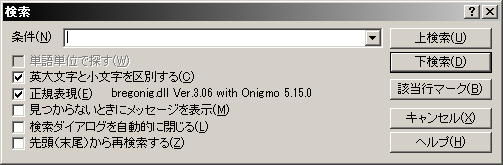 検索
条件(N)
上検索(U)
単語単位で探す(W)
下検索(D)
英大文字と小文字を区別する(C)
正規表現(E) bregonig.dll Ver.3.06 with Onigmo 5.15.0
該当行マーク(B)
見つからないときにメッセージを表示(M)
検索ダイアログを自動的に閉じる(L)
キャンセル(X)
先頭(末尾)から再検索する(Z)
ヘルプ(H)